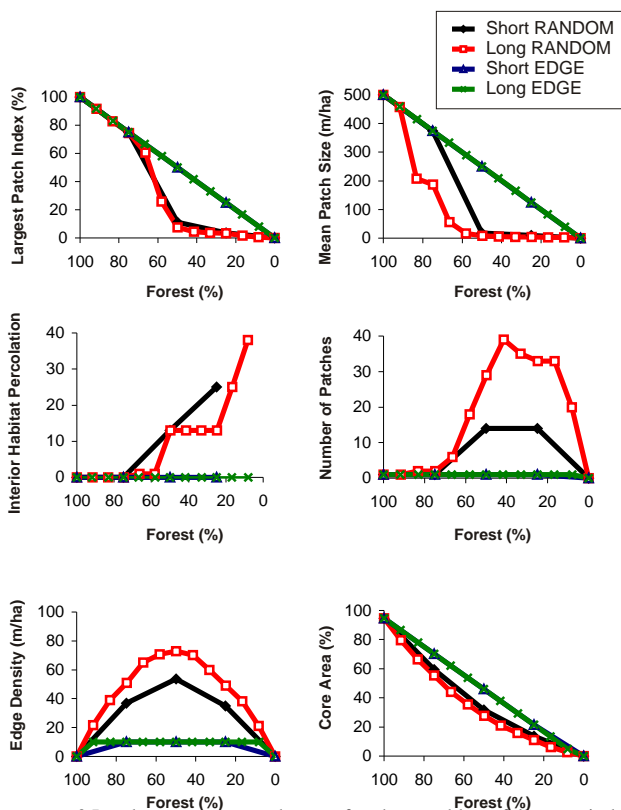 Short RANDOM
Long RANDOM
Short EDGE
Long EDGE
Largest Patch Index (%)
100
80
60
40
20
0
100 80 60 40 20 0
Forest (%)
Mean Patch Size (m/ha)
500
400
300
200
100
0
100 80 60 40 20 0
Forest (%)
Interior Habitat Percolation
40
30
20
10
0
100 80 60 40 20 0
Forest (%)
Number of Patches
40
30
20
10
0
100 80 60 40 20 0
Forest (%)
Edge Density (m/ha)
100
80
60
40
20
0
100 80 60 40 20 0
Forest (%)
Core Area (%)
100
80
60
40
20
0
100 80 60 40 20 0
Forest (%)